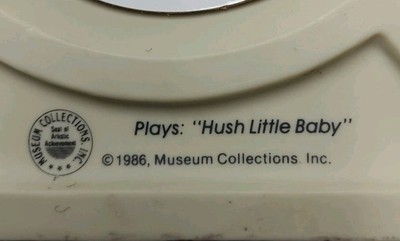 MUSEUM COLLECTIONS, INC.
Seal of
Artistic
Achievement
Plays: "Hush Little Baby"
©1986, Museum Collections. Inc.